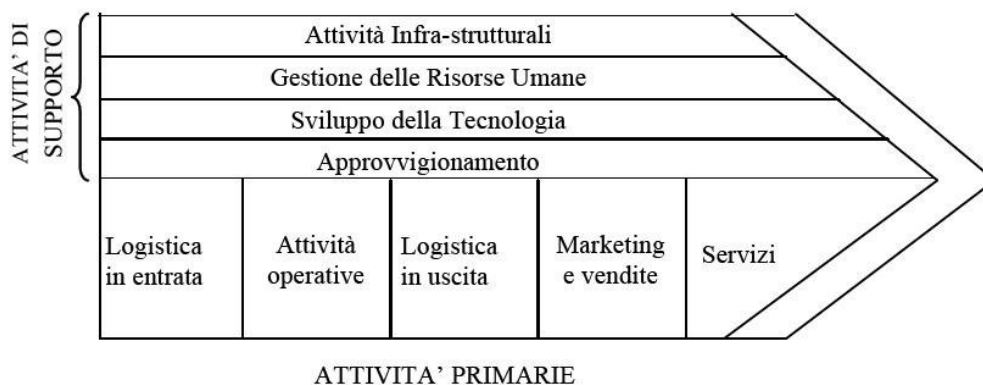 ATTIVITA’ DI
SUPPORTO
Attività Infra-strutturali
Gestione delle Risorse Umane
Sviluppo della Tecnologia
Approvvigionamento
Logistica
in entrata
Attività
operative
Logistica
in uscita
Marketing
e vendite
Servizi
ATTIVITA’ PRIMARIE